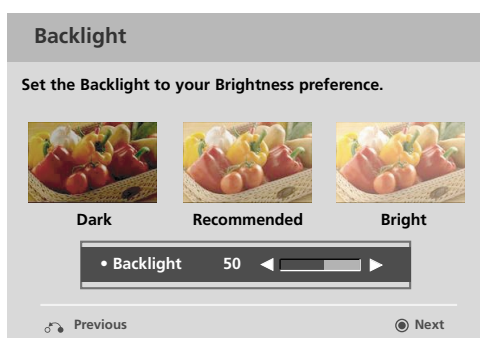 Backlight
Set the Backlight to your Brightness preference.
Dark Recommended Bright
• Backlight 50
Previous Next